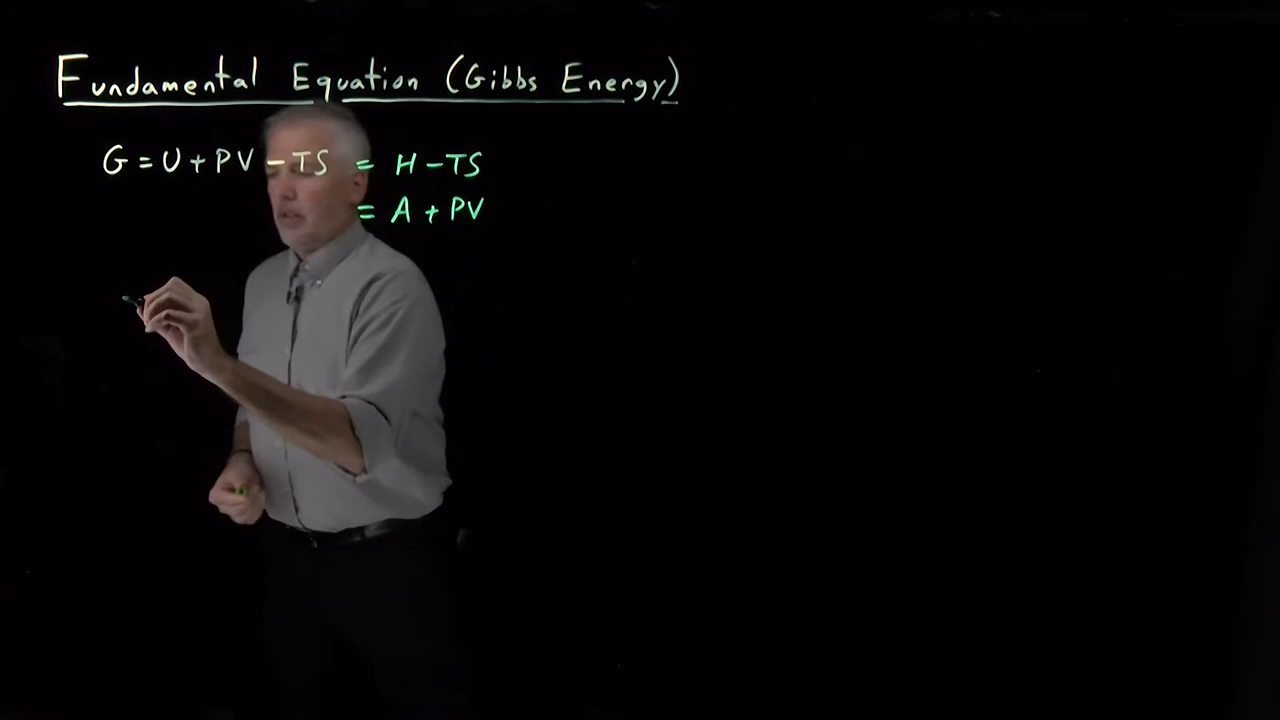 Fundamental Equation (Gibbs Energy)
G = U + PV - TS = H - TS
= A + PV